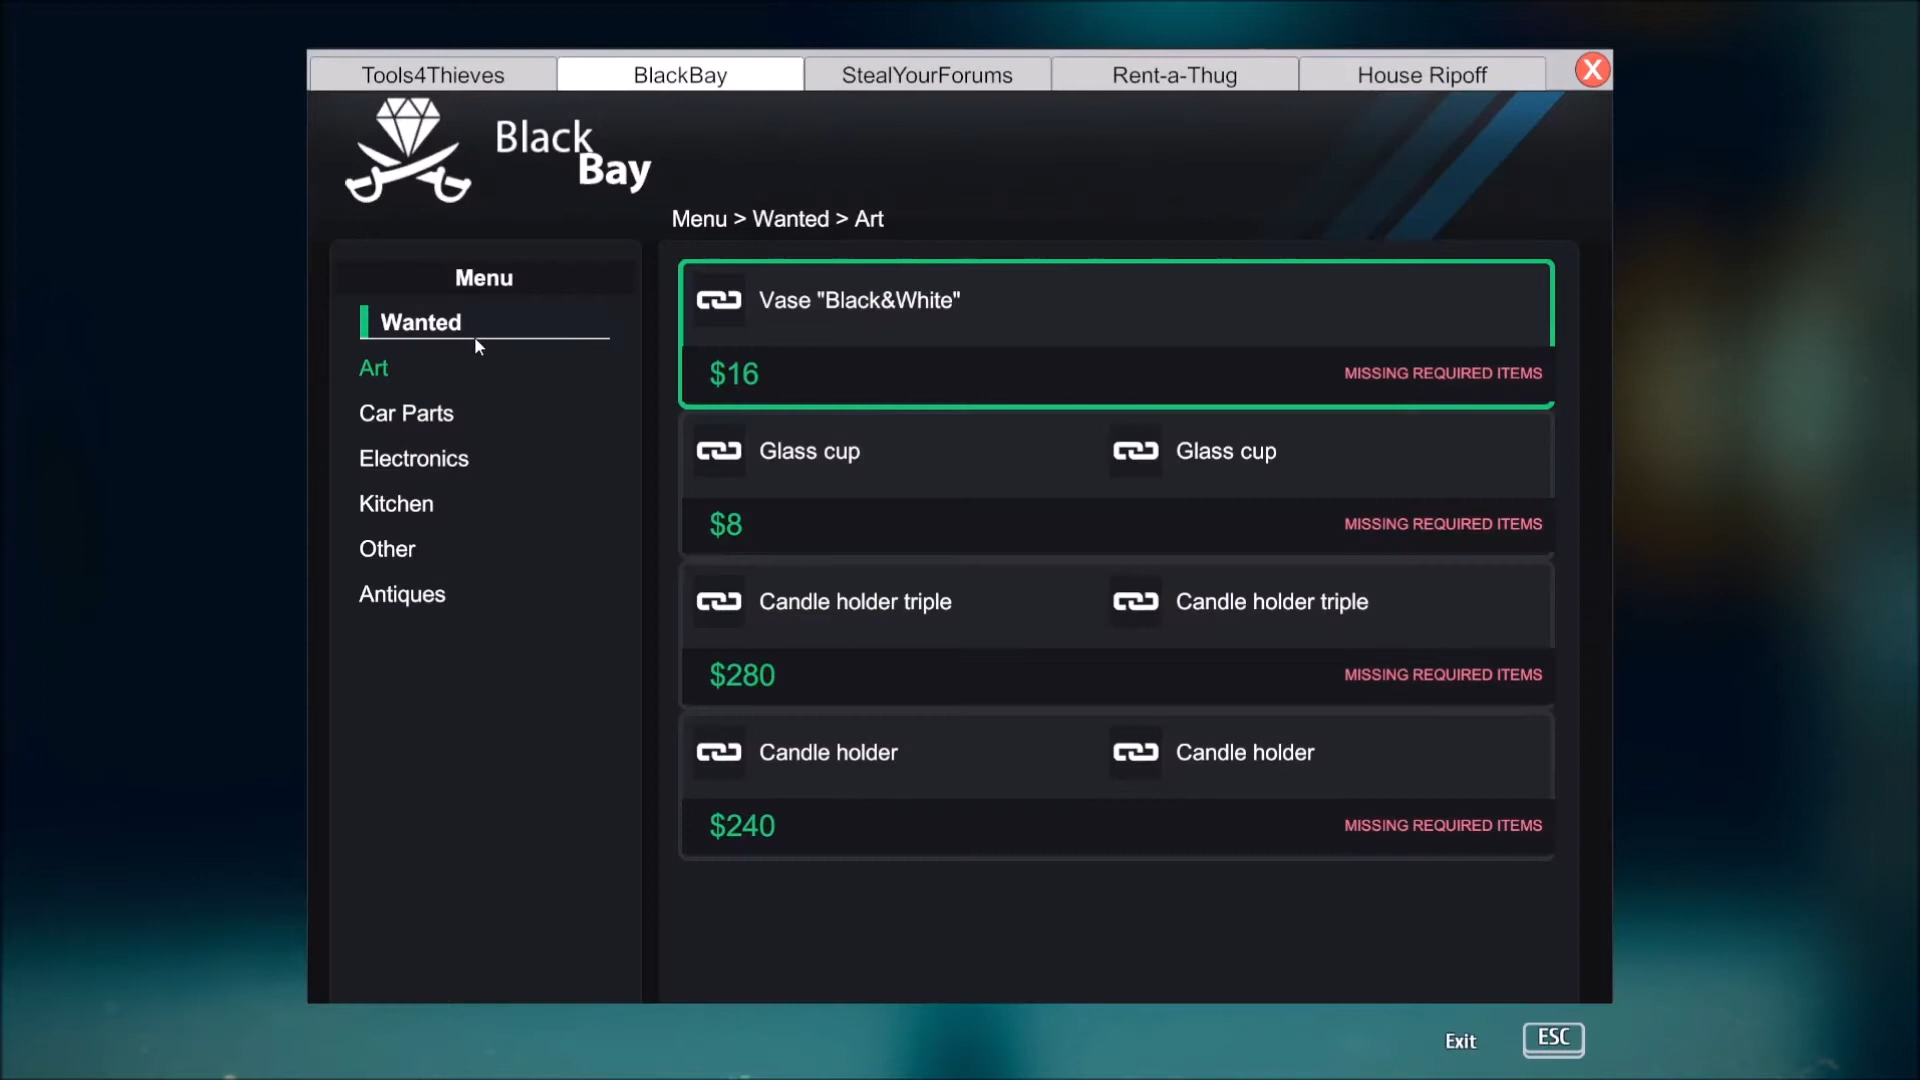 Tools4Thieves BlackBay StealYourForums Rent-a-Thug House Ripoff X
Black
Bay
Menu > Wanted > Art
Menu
Wanted
Art
Car Parts
Electronics
Kitchen
Other
Antiques
Vase "Black&White"
$16 MISSING REQUIRED ITEMS
Glass cup Glass cup
$8 MISSING REQUIRED ITEMS
Candle holder triple Candle holder triple
$280 MISSING REQUIRED ITEMS
Candle holder Candle holder
$240 MISSING REQUIRED ITEMS
Exit ESC